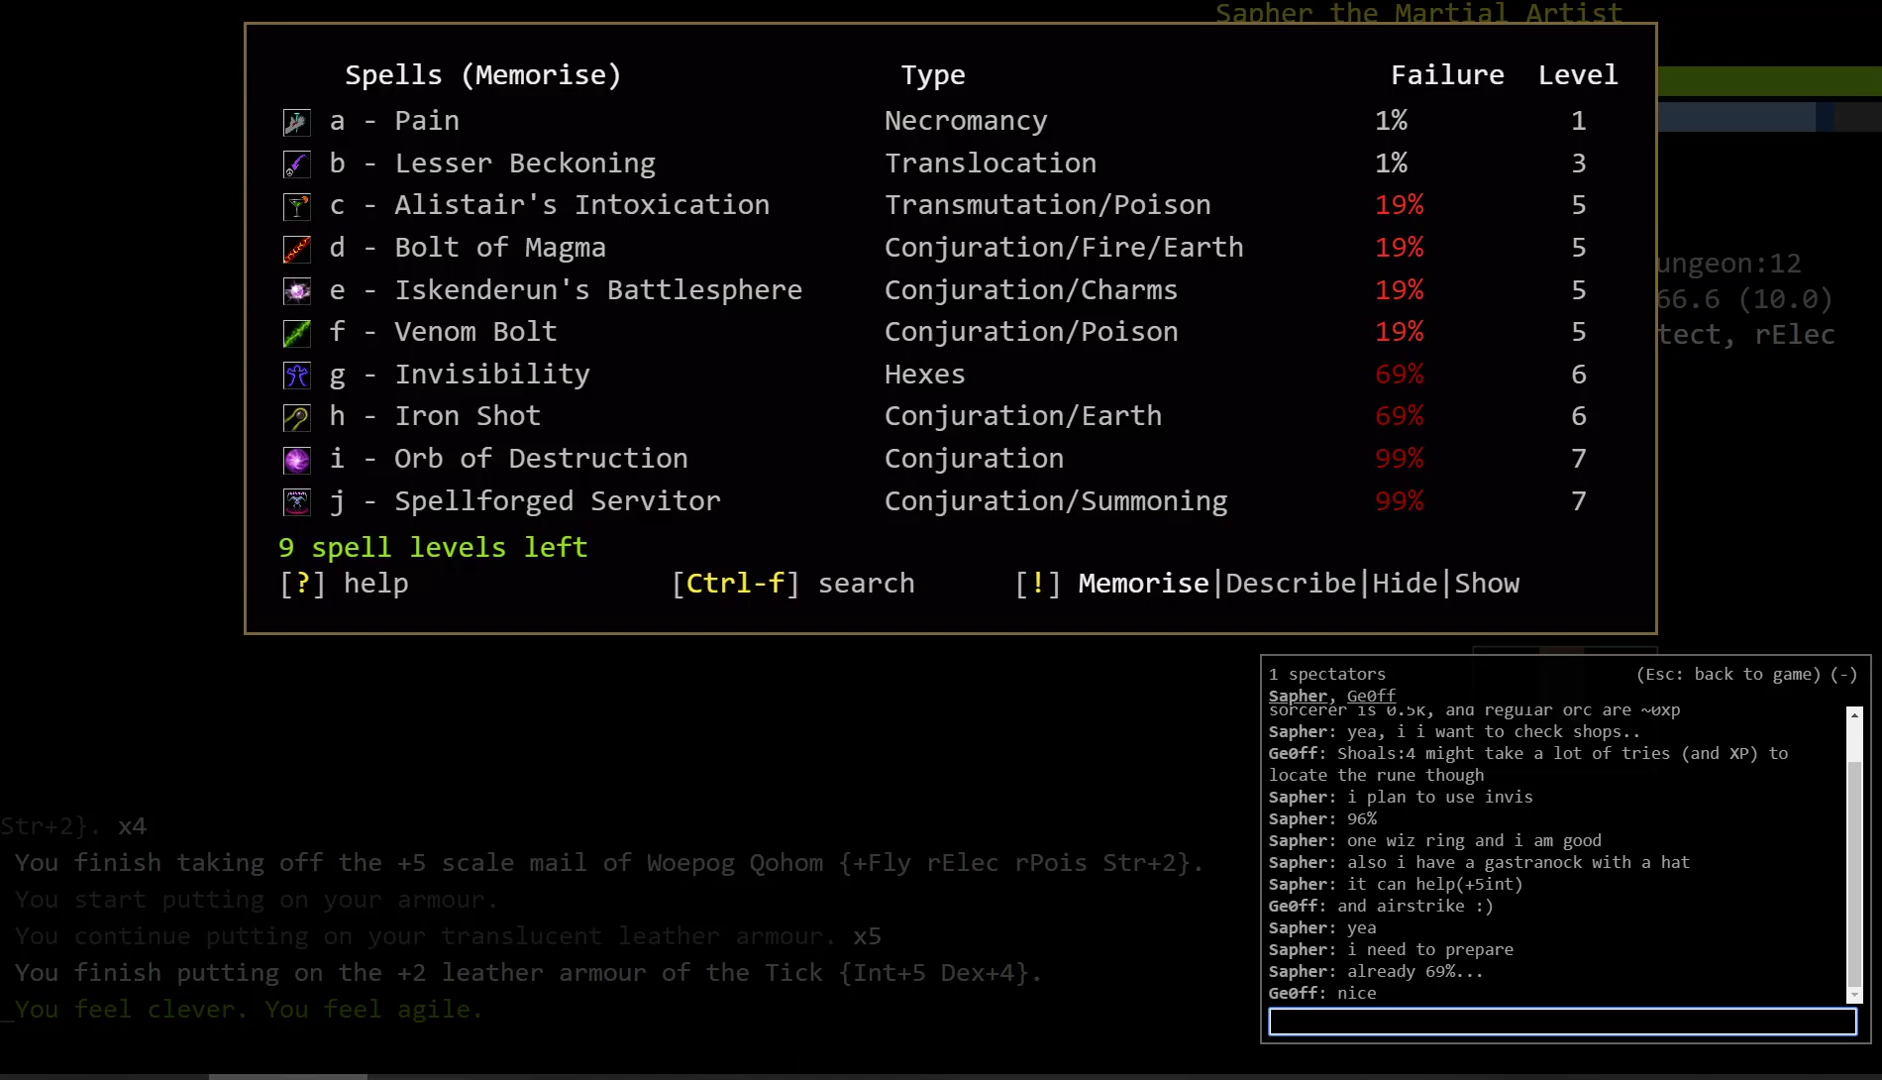 Sapher the Martial Artist
Spells (Memorise) Type Failure Level
a - Pain Necromancy 1% 1
b - Lesser Beckoning Translocation 1% 3
c - Alistair's Intoxication Transmutation/Poison 19% 5
d - Bolt of Magma Conjuration/Fire/Earth 19% 5
e - Iskenderun's Battlesphere Conjuration/Charms 19% 5
f - Venom Bolt Conjuration/Poison 19% 5
g - Invisibility Hexes 69% 6
h - Iron Shot Conjuration/Earth 69% 6
i - Orb of Destruction Conjuration 99% 7
j - Spellforged Servitor Conjuration/Summoning 99% 7
9 spell levels left
[?] help [Ctrl-f] search [!] Memorise|Describe|Hide|Show
ungeon:12
66.6 (10.0)
tect, rElec
Str+2}. x4
You finish taking off the +5 scale mail of Woepog Qohom {+Fly rElec rPois Str+2}.
You start putting on your armour.
You continue putting on your translucent leather armour. x5
You finish putting on the +2 leather armour of the Tick {Int+5 Dex+4}.
_You feel clever. You feel agile.
1 spectators (Esc: back to game) (-)
Sapher, Ge0ff
sorcerer is 0.5k, and regular orc are ~0xp
Sapher: yea, i i want to check shops..
Ge0ff: Shoals:4 might take a lot of tries (and XP) to
locate the rune though
Sapher: i plan to use invis
Sapher: 96%
Sapher: one wiz ring and i am good
Sapher: also i have a gastranock with a hat
Sapher: it can help(+5int)
Ge0ff: and airstrike :)
Sapher: yea
Sapher: i need to prepare
Sapher: already 69%...
Ge0ff: nice